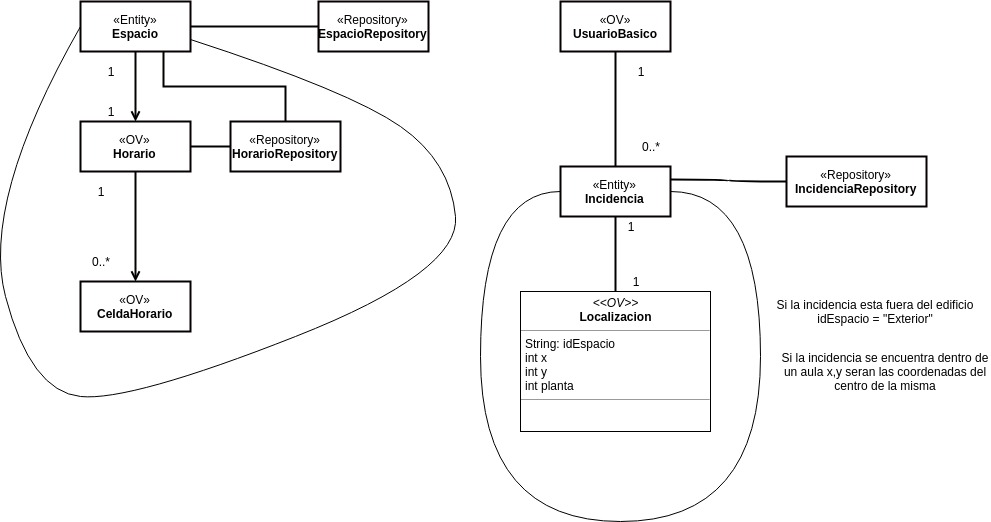 «Entity»
Espacio
«Repository»
EspacioRepository
1
1
«OV»
Horario
«Repository»
HorarioRepository
1
0..*
«OV»
CeldaHorario
«OV»
UsuarioBasico
1
0..*
«Entity»
Incidencia
«Repository»
IncidenciaRepository
1
1
<<OV>>
Localizacion
String: idEspacio
int x
int y
int planta
Si la incidencia esta fuera del edificio
idEspacio = "Exterior"
Si la incidencia se encuentra dentro de
un aula x,y seran las coordenadas del
centro de la misma